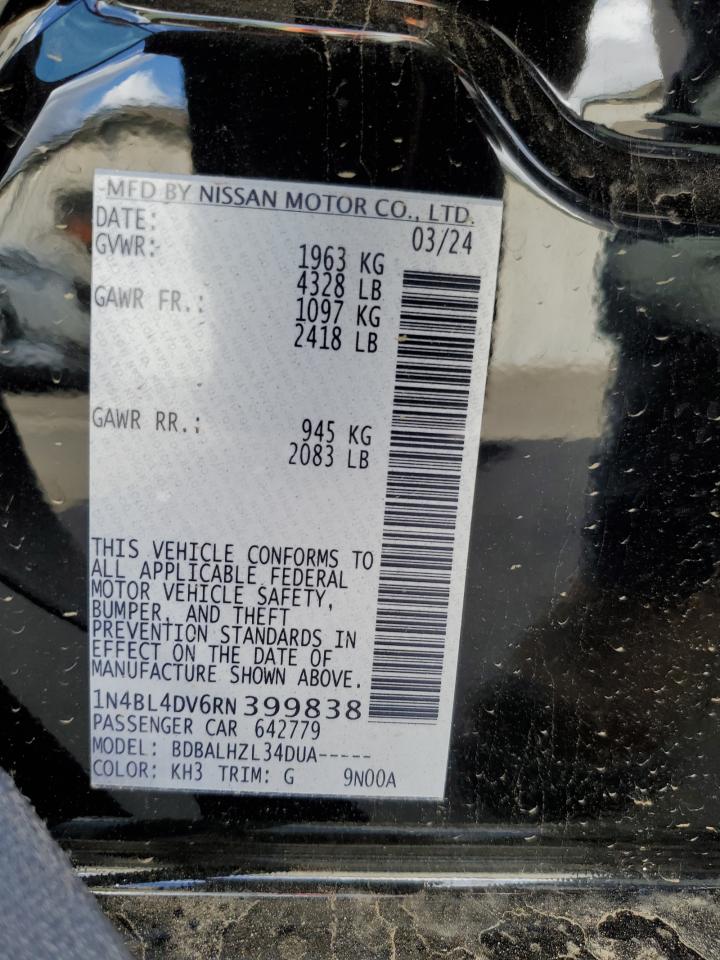 MFD BY NISSAN MOTOR CO., LTD.
DATE: 03/24
GVWR: 1963 KG
4328 LB
GAWR FR.: 1097 KG
2418 LB
GAWR RR.: 945 KG
2083 LB
THIS VEHICLE CONFORMS TO
ALL APPLICABLE FEDERAL
MOTOR VEHICLE SAFETY,
BUMPER, AND THEFT
PREVENTION STANDARDS IN
EFFECT ON THE DATE OF
MANUFACTURE SHOWN ABOVE.
1N4BL4DV6RN399838
PASSENGER CAR 642779
MODEL: BDBALHZL34DUA-----
COLOR: KH3 TRIM: G 9N00A